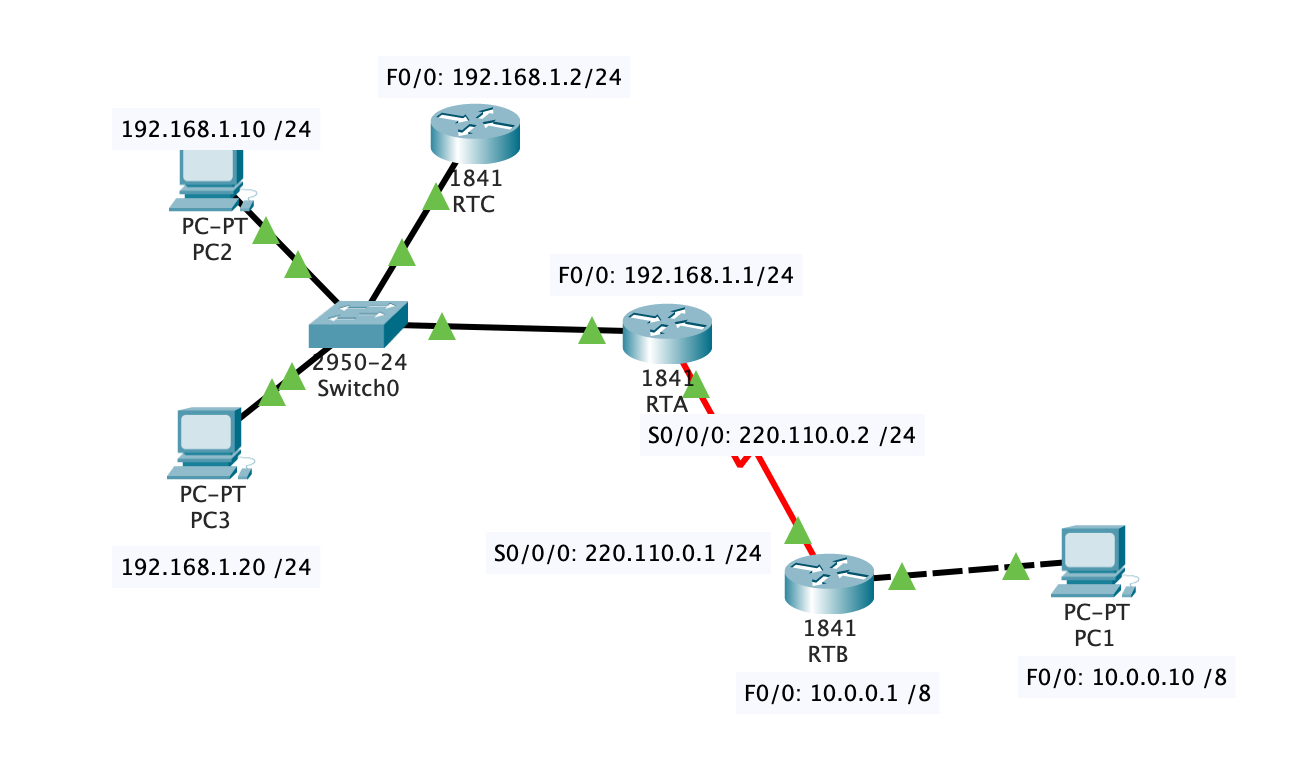 F0/0: 192.168.1.2/24
192.168.1.10 /24
1841
RTC
PC-PT
PC2
F0/0: 192.168.1.1/24
2950-24
Switch0
1841
RTA
S0/0/0: 220.110.0.2 /24
PC-PT
PC3
192.168.1.20 /24
S0/0/0: 220.110.0.1 /24
1841
RTB
PC-PT
PC1
F0/0: 10.0.0.1 /8
F0/0: 10.0.0.10 /8